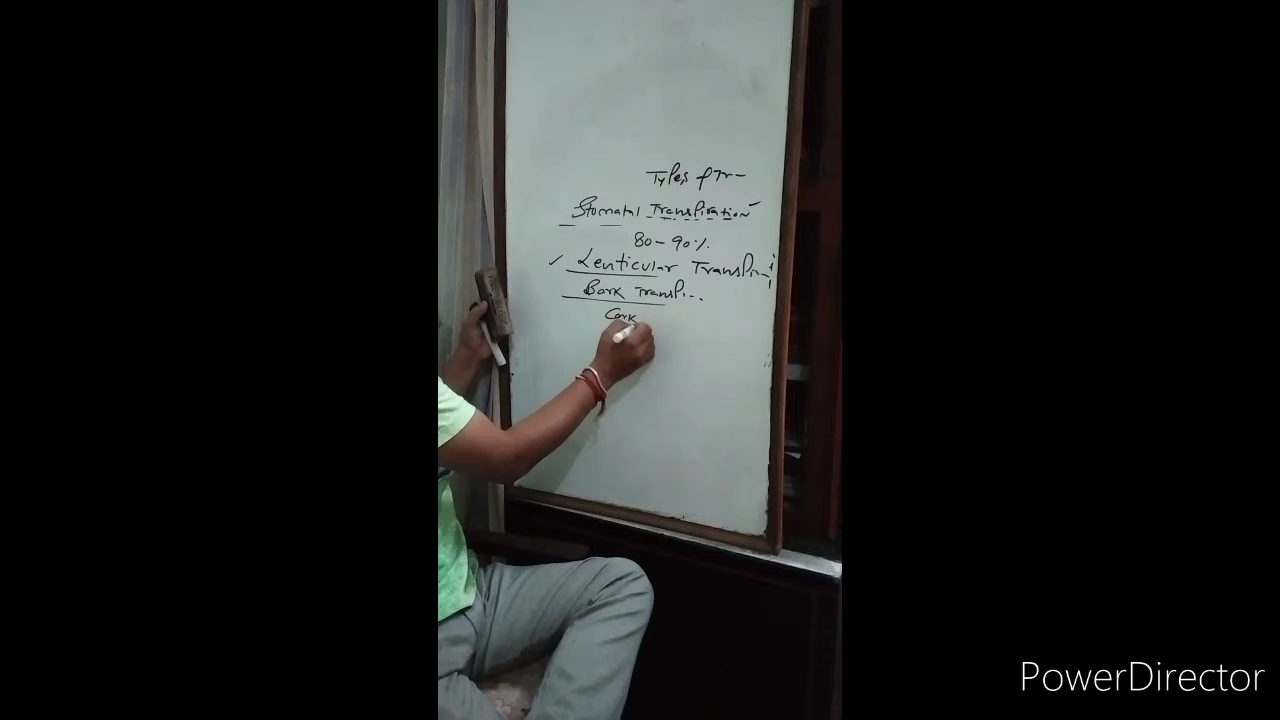 Types of Tr-
Stomatal Transpiration
80-90%
✓ Lenticular Transpi..
Bark Transpi...
Cork
PowerDirector